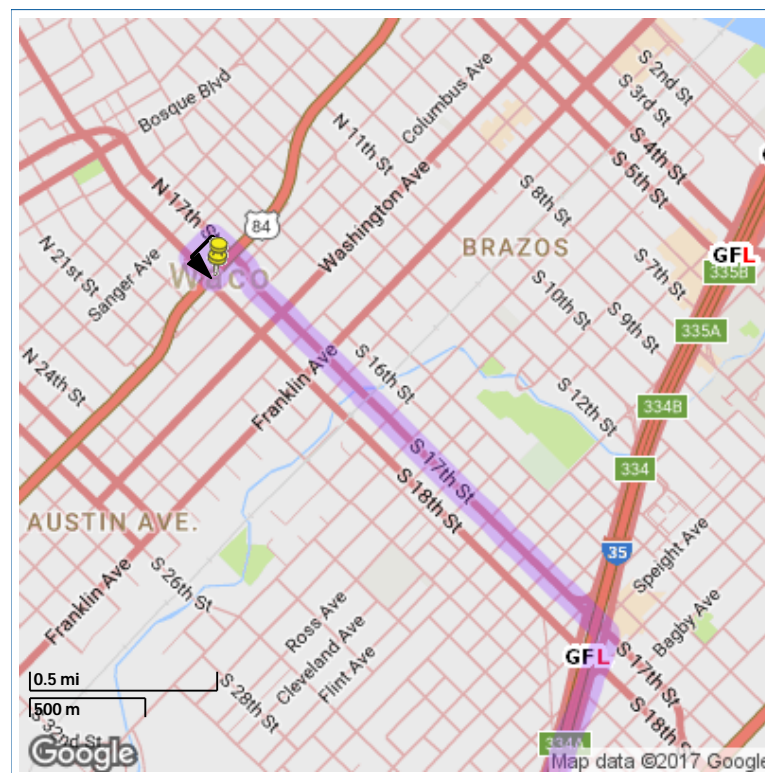 S 2nd St
Columbus Ave
S 3rd St
Bosque Blvd
N 11th St
S 4th St
S 5th St
N 17th St
84
Washington Ave
S 8th St
BRAZOS
N 21st St
Sanger Ave
Waco
S 7th St
GFL
335B
S 10th St
S 9th St
335A
N 24th St
Franklin Ave
S 16th St
S 12th St
334B
S 17th St
334
S 18th St
AUSTIN AVE.
35
Speight Ave
Franklin Ave
S 26th St
Ross Ave
Cleveland Ave
Flint Ave
Bagby Ave
GFL
S 17th St
0.5 mi
500 m
S 28th St
S 18th St
S 32nd St
334A
Google
Map data ©2017 Google